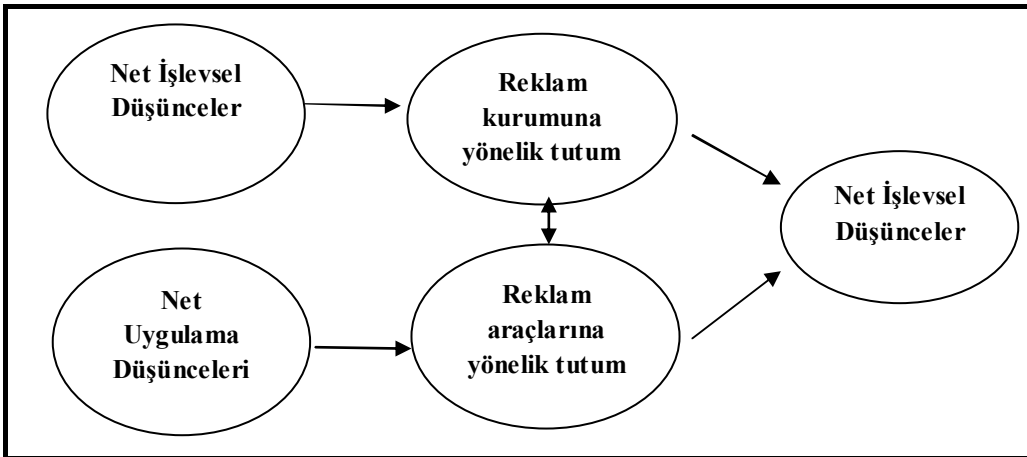 Net İşlevsel
Düşünceler
Reklam
kurumuna
yönelik tutum
Net İşlevsel
Düşünceler
Net
Uygulama
Düşünceleri
Reklam
araçlarına
yönelik tutum